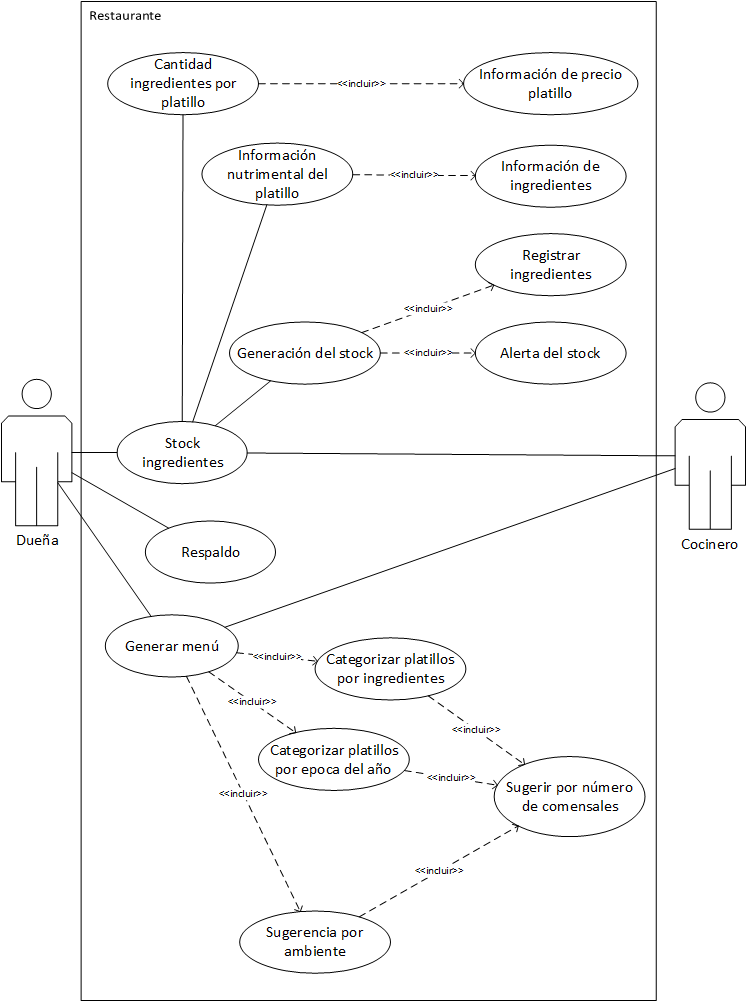 Restaurante
Cantidad
ingredientes por
platillo
<<incluir>>
Información de precio
platillo
Información
nutrimental del
platillo
<<incluir>>
Información de
ingredientes
Registrar
ingredientes
<<incluir>>
Generación del stock
<<incluir>>
Alerta del stock
Stock
ingredientes
Dueña
Cocinero
Respaldo
Generar menú
<<incluir>>
Categorizar platillos
por ingredientes
<<incluir>>
<<incluir>>
Categorizar platillos
por epoca del año
<<incluir>>
Sugerir por número
de comensales
<<incluir>>
<<incluir>>
Sugerencia por
ambiente